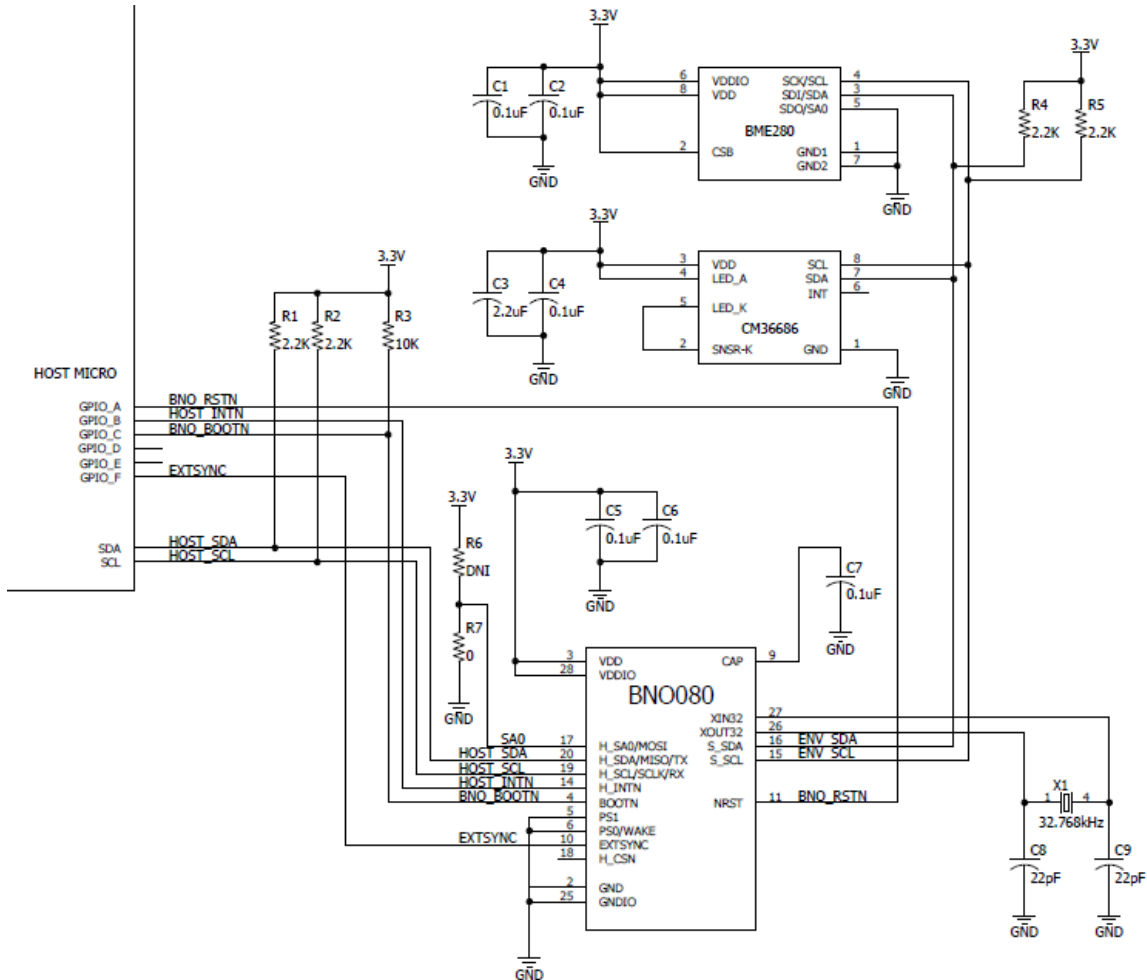 3.3V
3.3V
C1
0.1uF
C2
0.1uF
GND
6 VDDIO SCK/SCL 4
8 VDD SDI/SDA 3
SDO/SA0 5
BME280
2 CSB GND1 1
GND2 7
GND
R4
2.2K
R5
2.2K
3.3V
C3
2.2uF
C4
0.1uF
GND
3 VDD SCL 8
4 LED_A SDA 7
INT 6
5 LED_K
CM36686
2 SNSR-K GND 1
GND
3.3V
R1
2.2K
R2
2.2K
R3
10K
HOST MICRO
GPIO_A BNO_RSTN
GPIO_B HOST_INTN
GPIO_C BNO_BOOTN
GPIO_D
GPIO_E
GPIO_F EXTSYNC
SDA HOST_SDA
SCL HOST_SCL
3.3V
3.3V
R6
DNI
R7
0
GND
C5
0.1uF
C6
0.1uF
GND
C7
0.1uF
GND
3 VDD CAP 9
28 VDDIO
BNO080
XIN32 27
XOUT32 26
SA0 17 H_SA0/MOSI S_SDA 16 ENV_SDA
HOST_SDA 20 H_SDA/MISO/TX S_SCL 15 ENV_SCL
HOST_SCL 19 H_SCL/SCLK/RX
HOST_INTN 14 H_INTN
BNO_BOOTN 4 BOOTN NRST 11 BNO_RSTN
5 PS1
6 PS0/WAKE
EXTSYNC 10 EXTSYNC
18 H_CSN
2 GND
25 GNDIO
GND
X1
1 4
32.768kHz
C8
22pF
C9
22pF
GND
GND